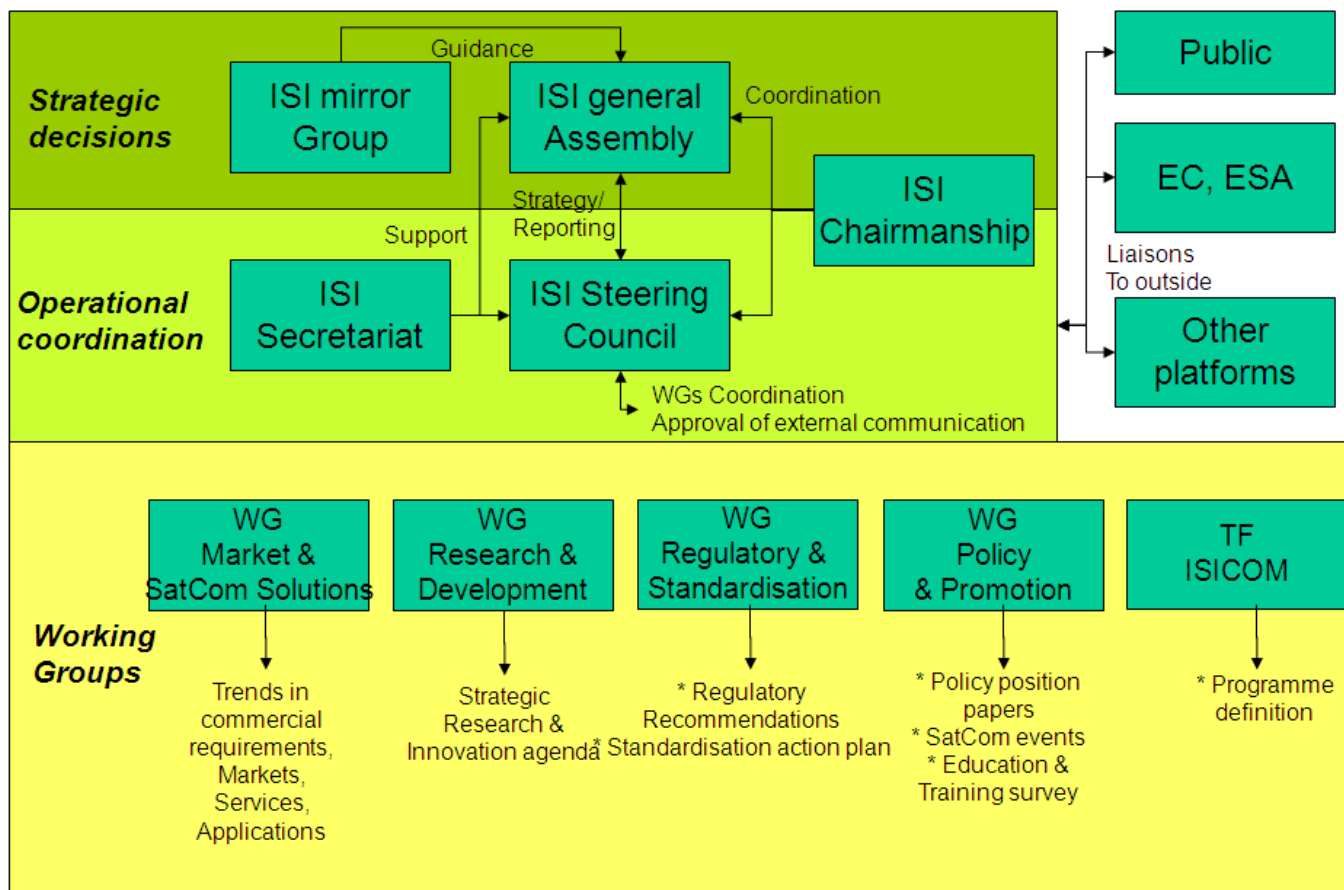 Guidance
Strategic
decisions
ISI mirror
Group
ISI general
Assembly
Coordination
ISI
Chairmanship
Public
EC, ESA
Liaisons
To outside
Other
platforms
Strategy/
Reporting
Support
Operational
coordination
ISI
Secretariat
ISI Steering
Council
WGs Coordination
Approval of external communication
Working
Groups
WG
Market &
SatCom Solutions
WG
Research &
Development
WG
Regulatory &
Standardisation
WG
Policy
& Promotion
TF
ISICOM
Trends in
commercial
requirements,
Markets,
Services,
Applications
Strategic
Research &
Innovation agenda
* Regulatory
Recommendations
* Standardisation action plan
* Policy position
papers
* SatCom events
* Education &
Training survey
* Programme
definition